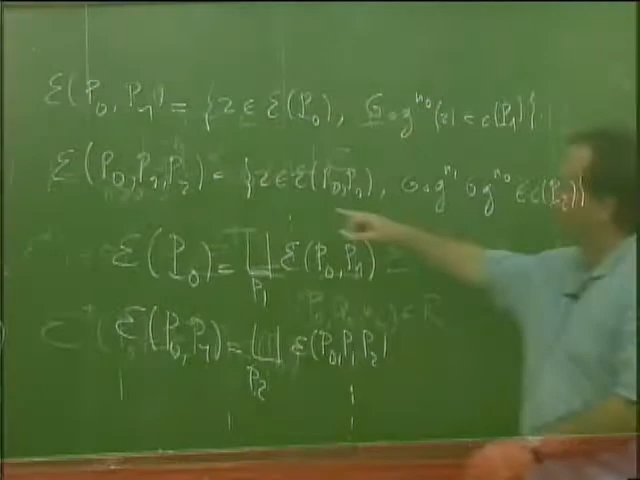 ℰ(P₀, P₁) = {z ∈ ℰ(P₀), G∘g^{n₀}(z) ∈ c(P₁)}
ℰ(P₀, P₁, P₂) = {z ∈ ℰ(P₀, P₁), G∘g^{n₁} G g^{n₀} ∈ c(P₂)}
ℰ(P₀) = ⨆_{P₁} ℰ(P₀, P₁)
ℰ(P₀, P₁) = ⨆_{P₂} ℰ(P₀, P₁, P₂)